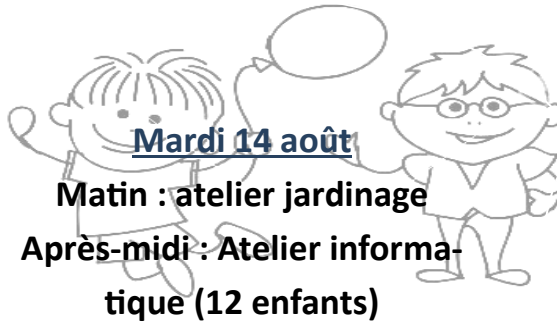 Mardi 14 août
Matin : atelier jardinage
Après-midi : Atelier informa-
tique (12 enfants)